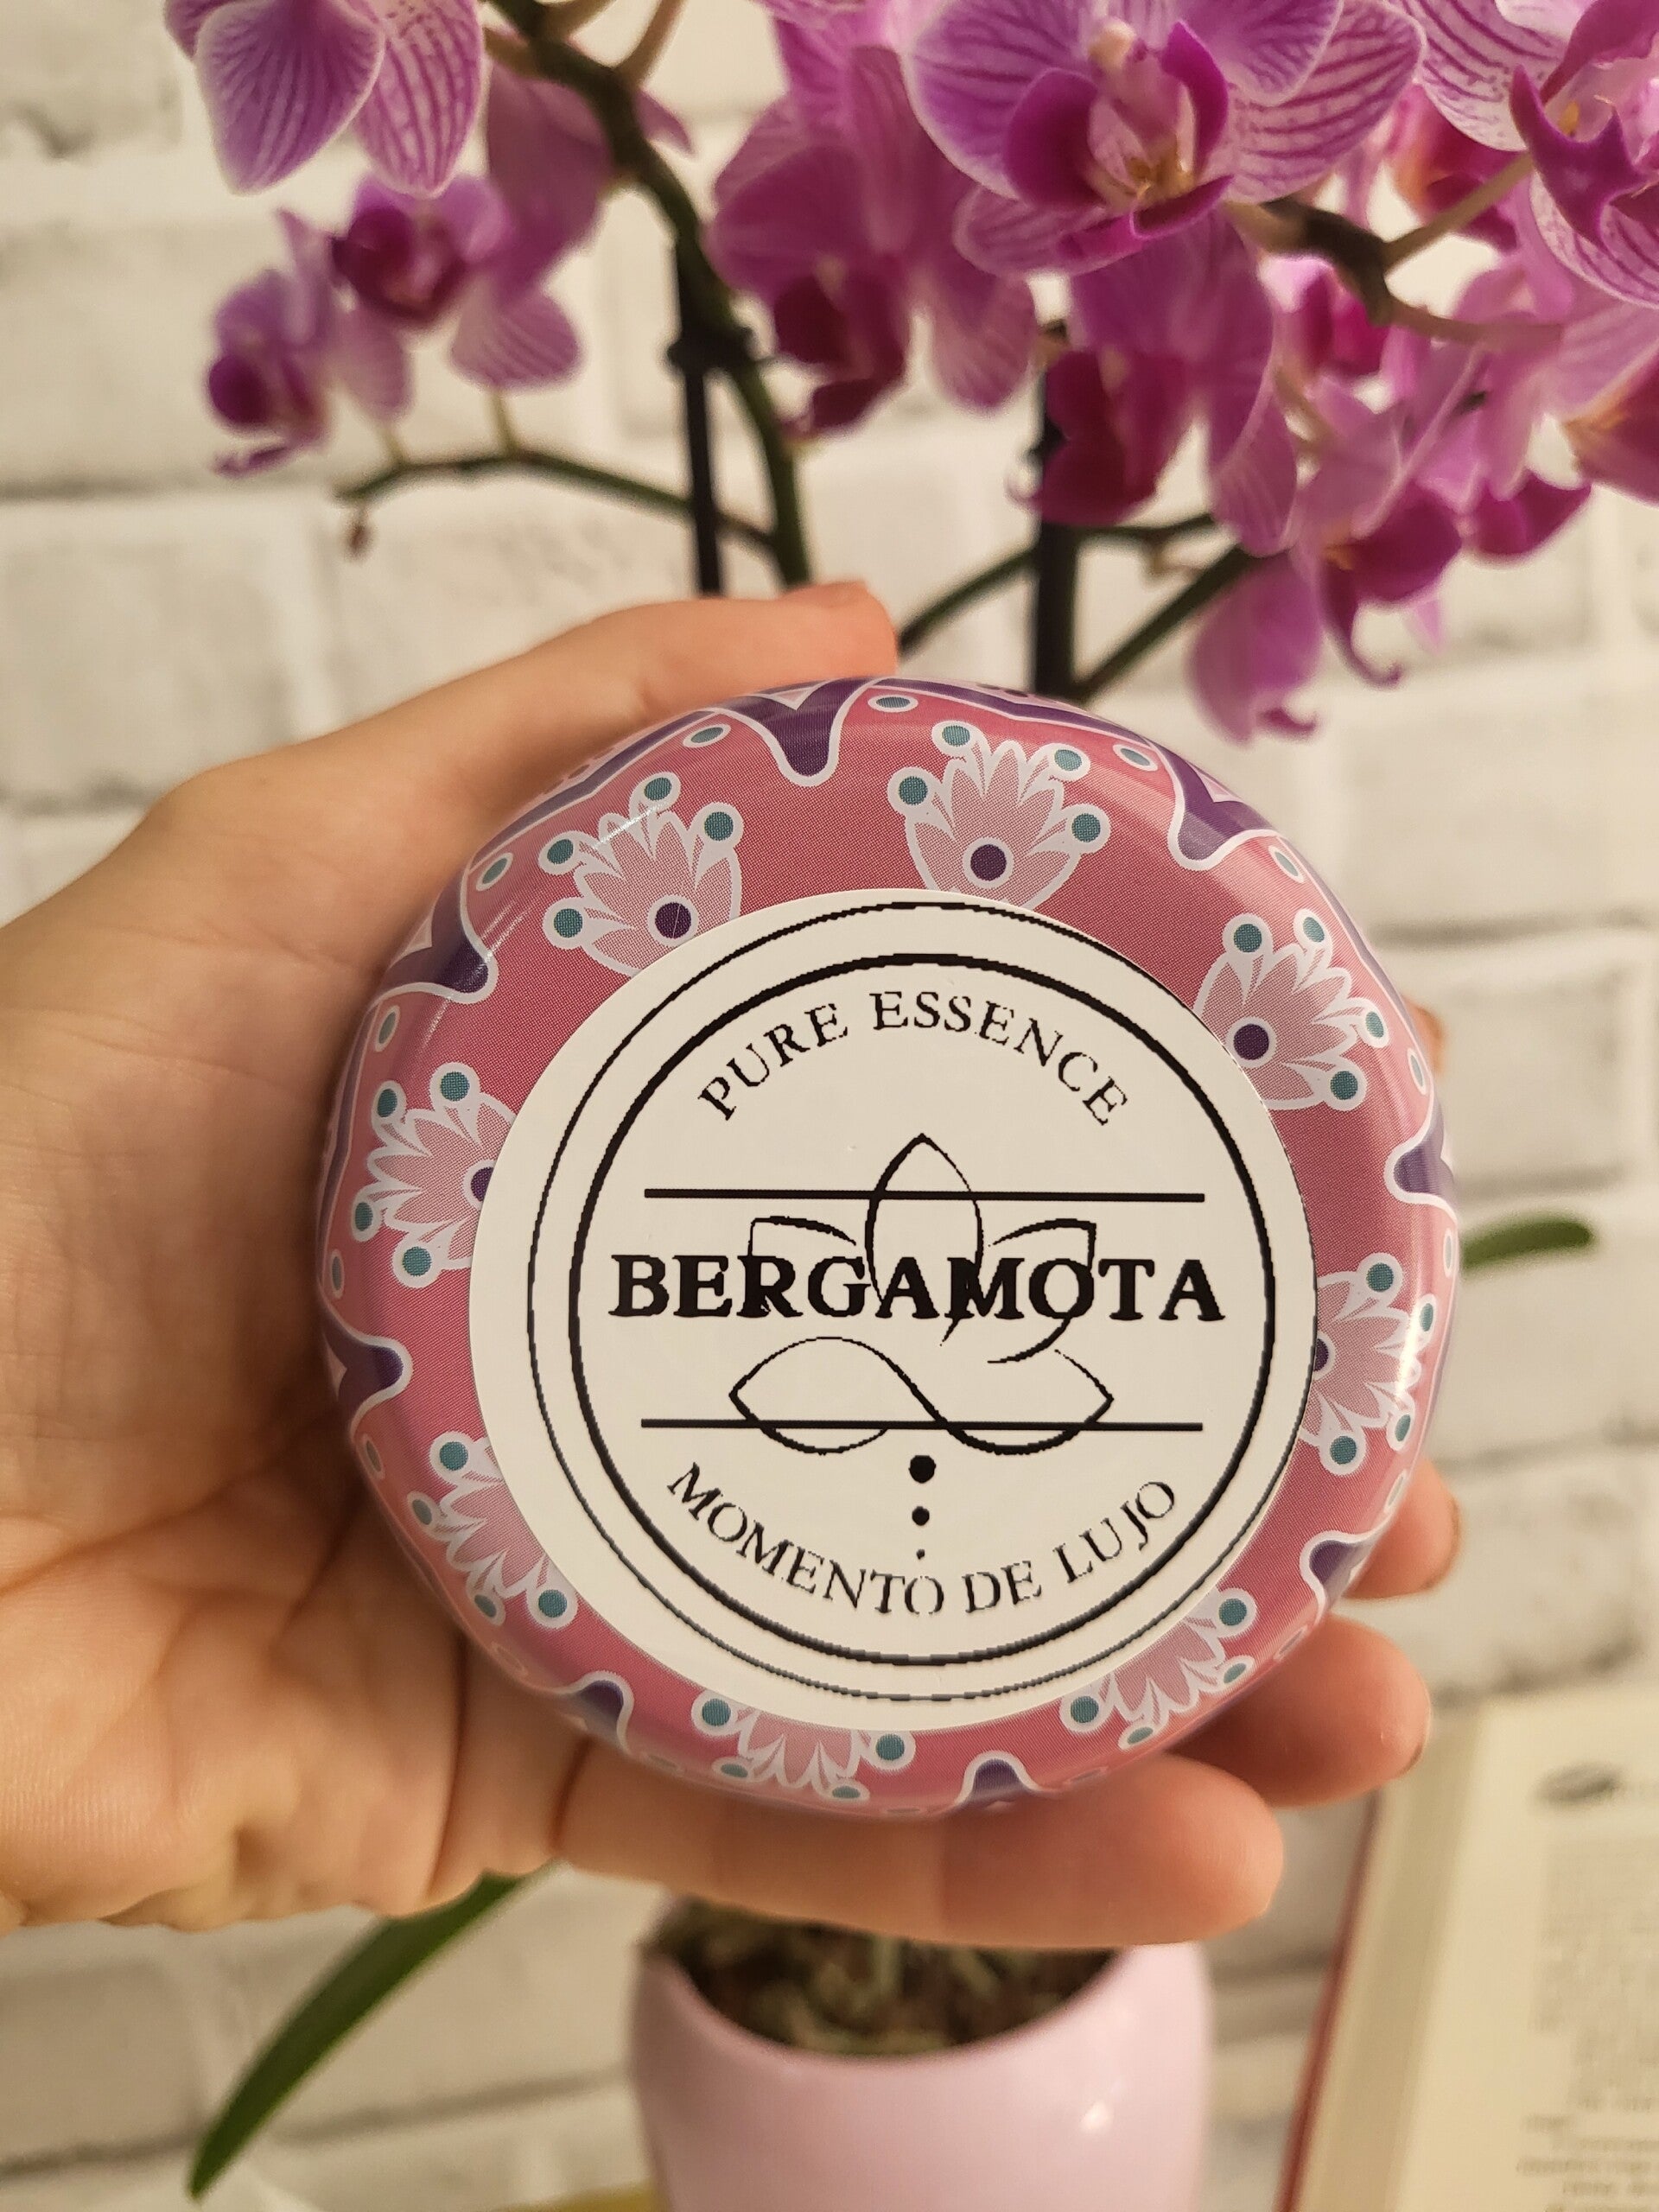 PURE ESSENCE
BERGAMOTA
MOMENTO DE LUJO